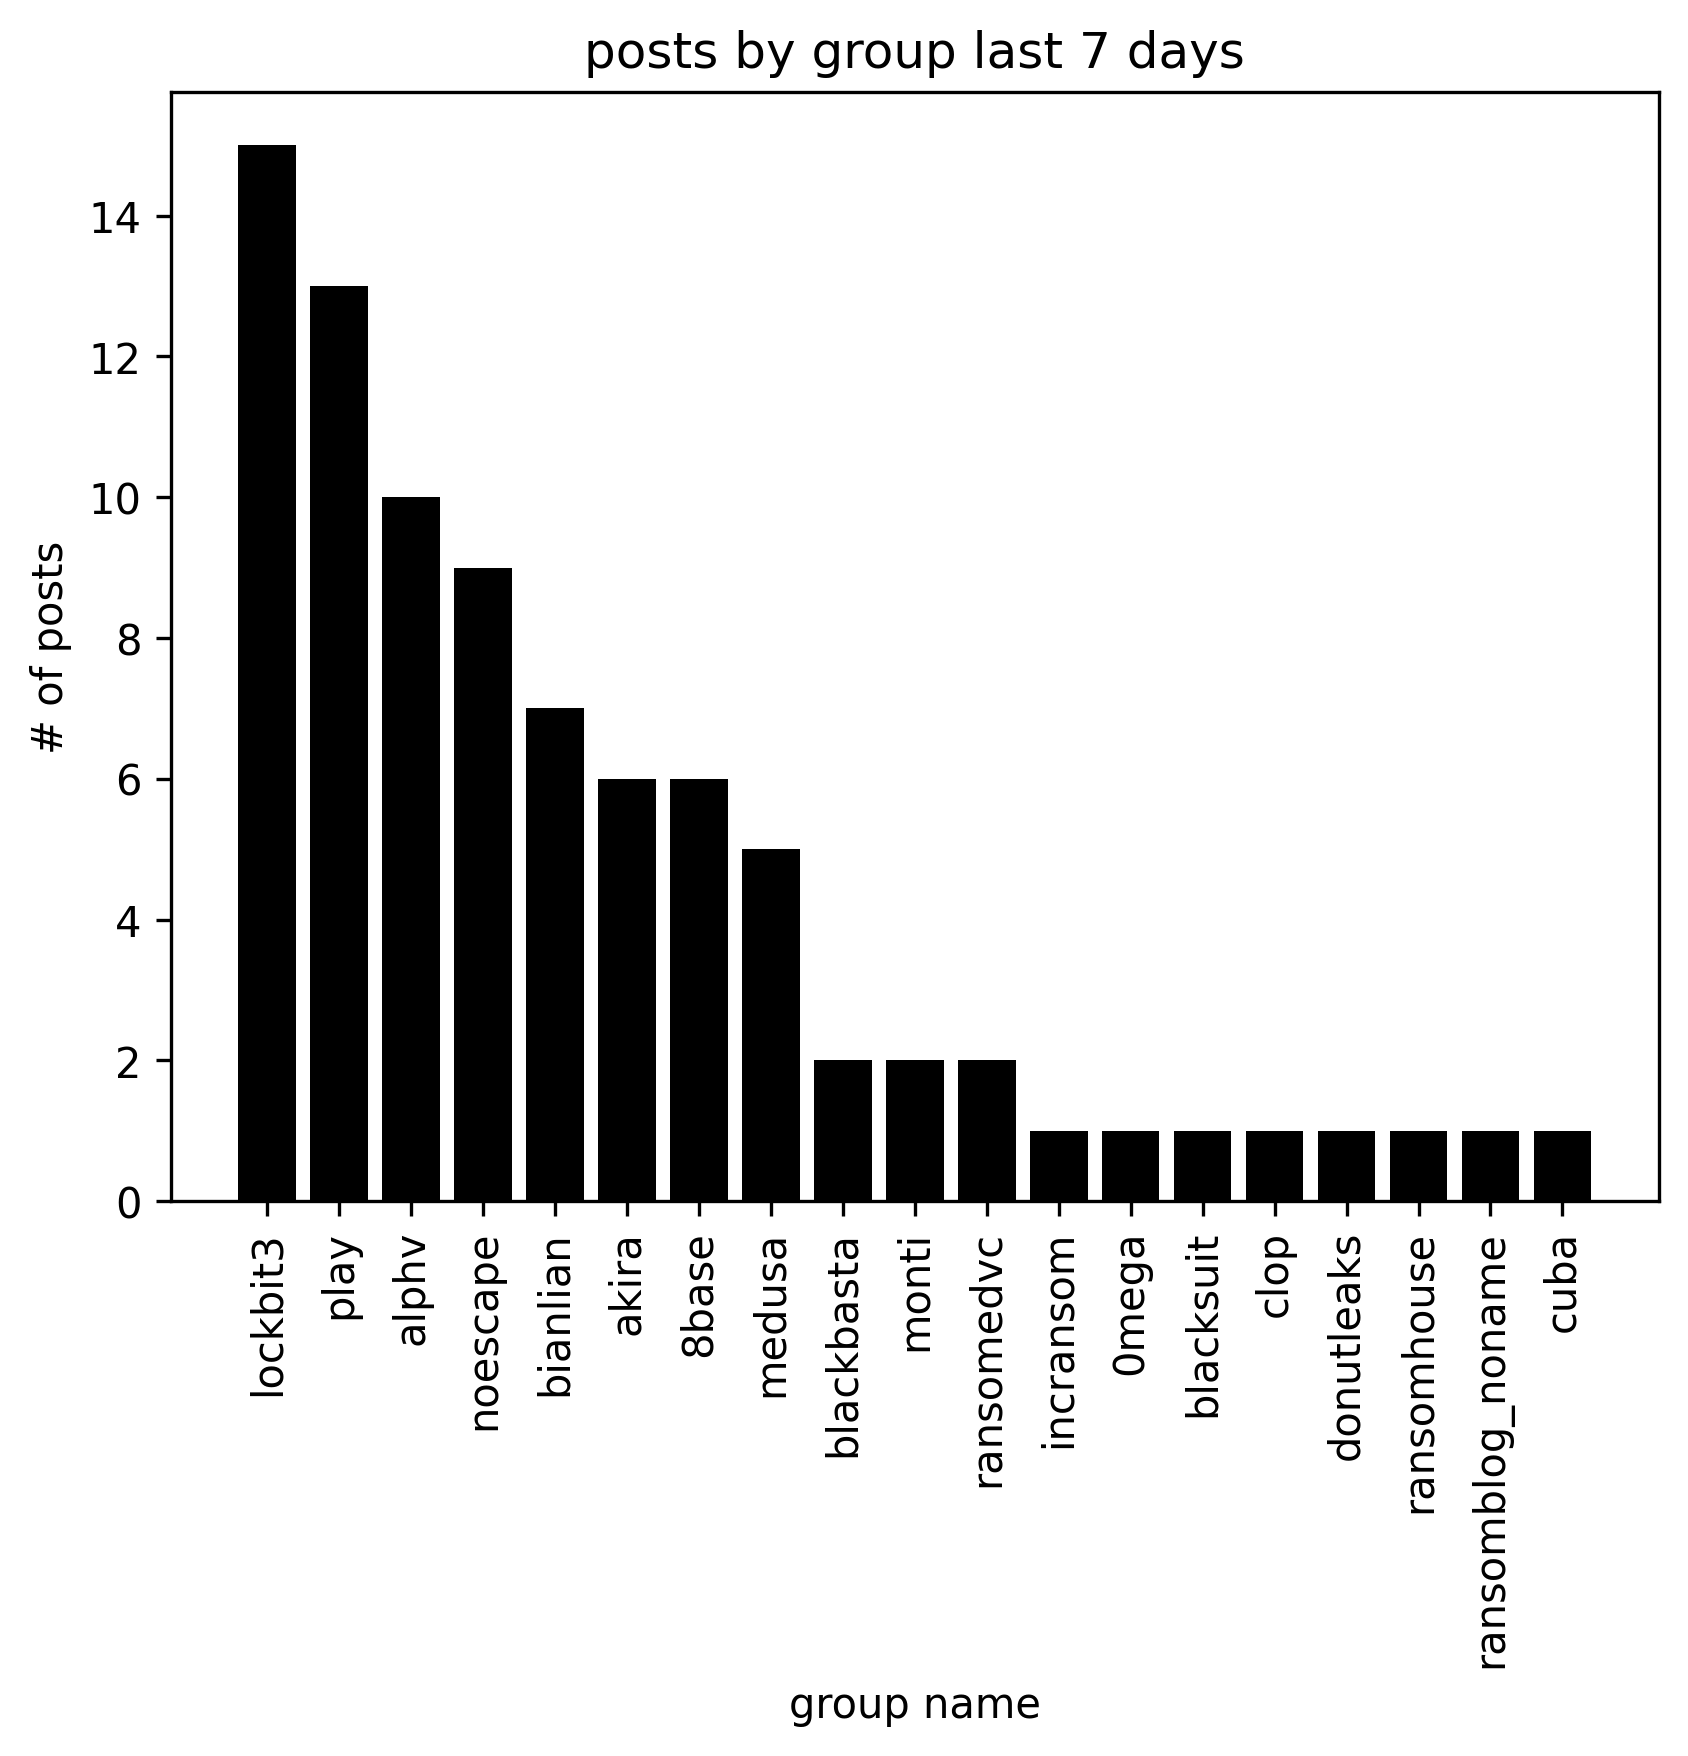 posts by group last 7 days
# of posts
14
12
10
8
6
4
2
0
lockbit3
play
alphv
noescape
bianlian
akira
8base
medusa
blackbasta
monti
ransomedvc
incransom
0mega
blacksuit
clop
donutleaks
ransomhouse
ransomblog_noname
cuba
group name